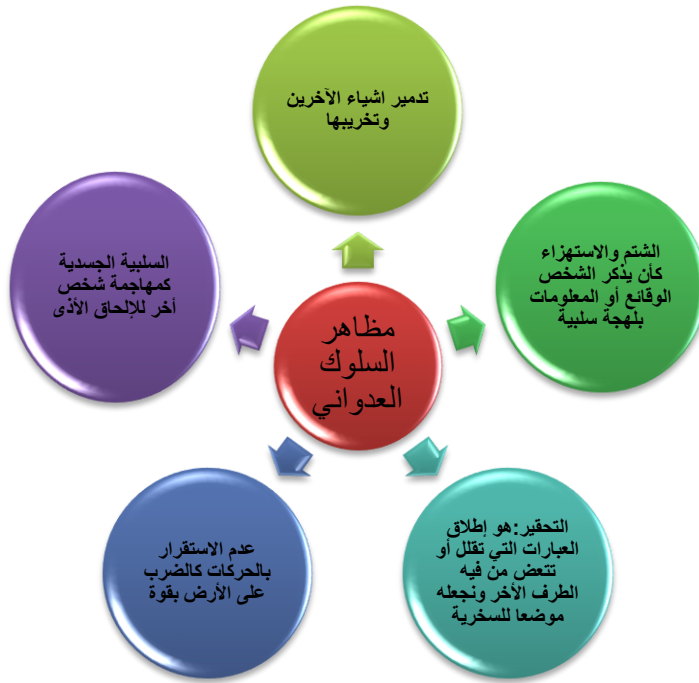 تدمير اشياء الآخرين
وتخريبها
الشتم والاستهزاء
كأن يذكر الشخص
الوقائع أو المعلومات
بلهجة سلبية
السلبية الجسدية
كمهاجمة شخص
أخر للإلحاق الأذى
مظاهر
السلوك
العدواني
التحقير:هو إطلاق
العبارات التي تقلل أو
تتعض من فيه
الطرف الأخر ونجعله
موضعا للسخرية
عدم الاستقرار
بالحركات كالضرب
على الأرض بقوة